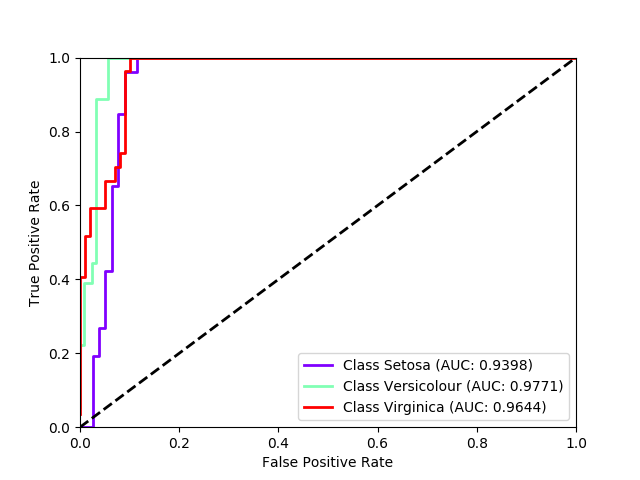 1.0
0.8
0.6
0.4
0.2
0.0
True Positive Rate
0.0 0.2 0.4 0.6 0.8 1.0
False Positive Rate
Class Setosa (AUC: 0.9398)
Class Versicolour (AUC: 0.9771)
Class Virginica (AUC: 0.9644)